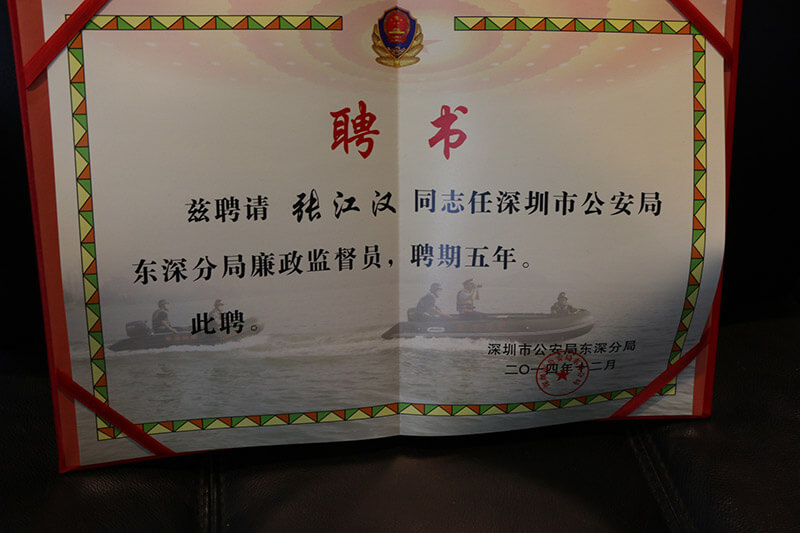 聘书
兹聘请 张江汉 同志任深圳市公安局
东深分局廉政监督员，聘期五年。
此聘。
深圳市公安局东深分局
二〇一四年十二月